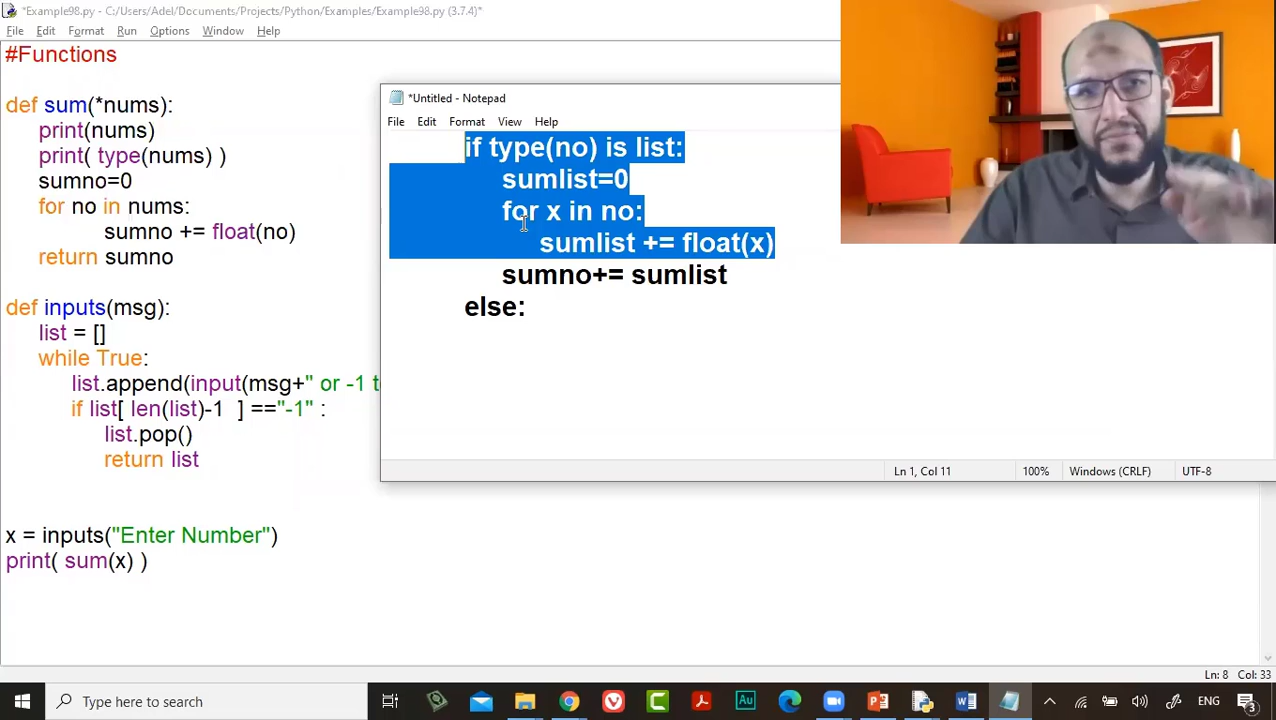 *Example98.py - C:/Users/Adel/Documents/Projects/Python/Examples/Example98.py (3.7.4)*
File Edit Format Run Options Window Help
#Functions
def sum(*nums):
print(nums)
print( type(nums) )
sumno=0
for no in nums:
sumno += float(no)
return sumno
def inputs(msg):
list = []
while True:
list.append(input(msg+" or -1 t
if list[ len(list)-1 ] =="-1" :
list.pop()
return list
x = inputs("Enter Number")
print( sum(x) )
*Untitled - Notepad
File Edit Format View Help
if type(no) is list:
sumlist=0
for x in no:
sumlist += float(x)
sumno+= sumlist
else:
Ln 1, Col 11 100% Windows (CRLF) UTF-8
Ln: 8 Col: 33
Type here to search
Au
ENG
3